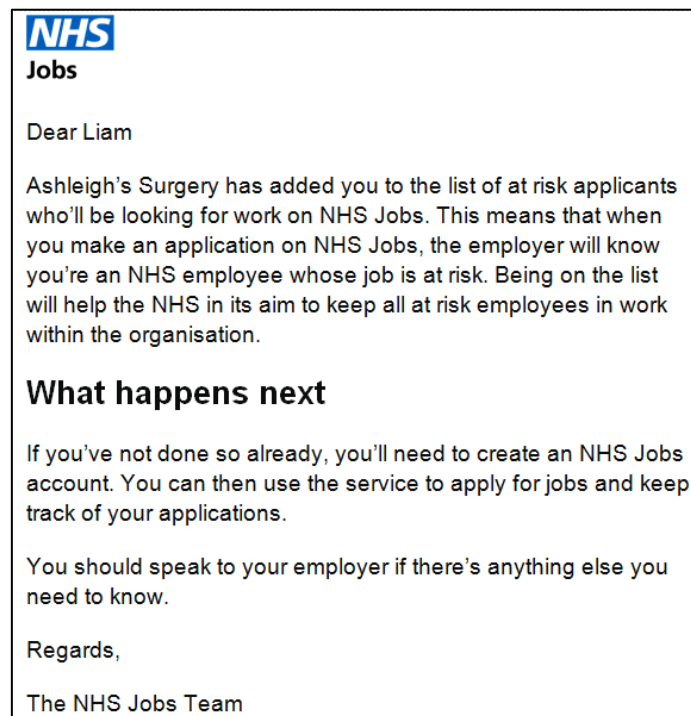 NHS
Jobs
Dear Liam
Ashleigh's Surgery has added you to the list of at risk applicants
who'll be looking for work on NHS Jobs. This means that when
you make an application on NHS Jobs, the employer will know
you're an NHS employee whose job is at risk. Being on the list
will help the NHS in its aim to keep all at risk employees in work
within the organisation.
What happens next
If you've not done so already, you'll need to create an NHS Jobs
account. You can then use the service to apply for jobs and keep
track of your applications.
You should speak to your employer if there's anything else you
need to know.
Regards,
The NHS Jobs Team